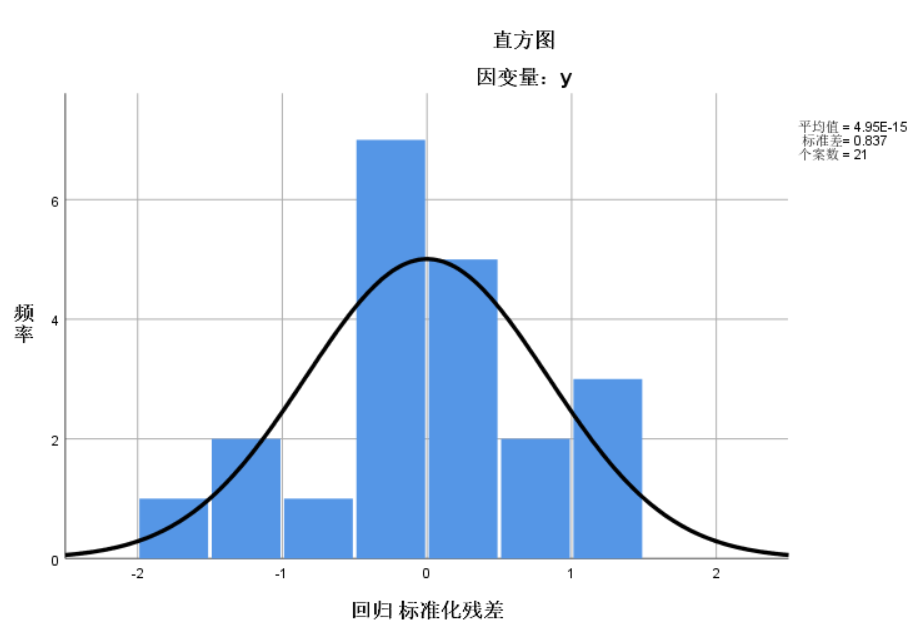 直方图
因变量：y
平均值 = 4.95E-15
标准差= 0.837
个案数 = 21
6
4
2
0
频
率
-2
-1
0
1
2
回归 标准化残差